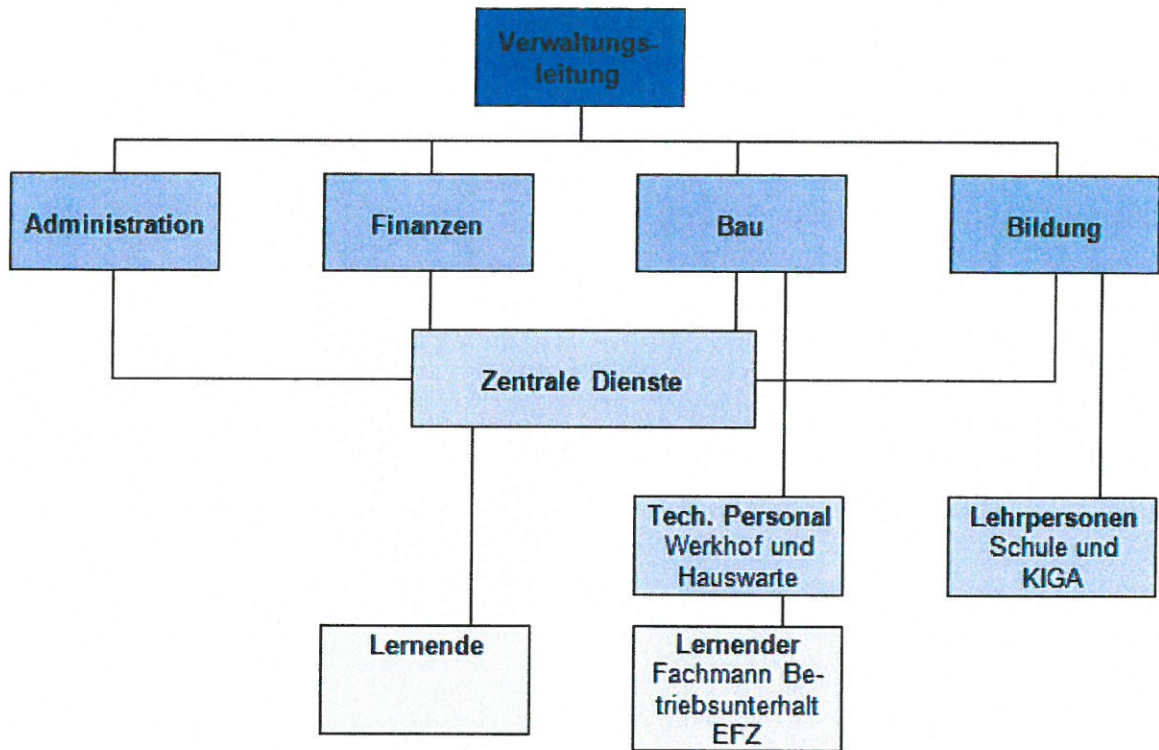 Verwaltungs-
leitung
Administration
Finanzen
Bau
Bildung
Zentrale Dienste
Tech. Personal
Werkhof und
Hauswarte
Lehrpersonen
Schule und
KIGA
Lernende
Lernender
Fachmann Be-
triebsunterhalt
EFZ